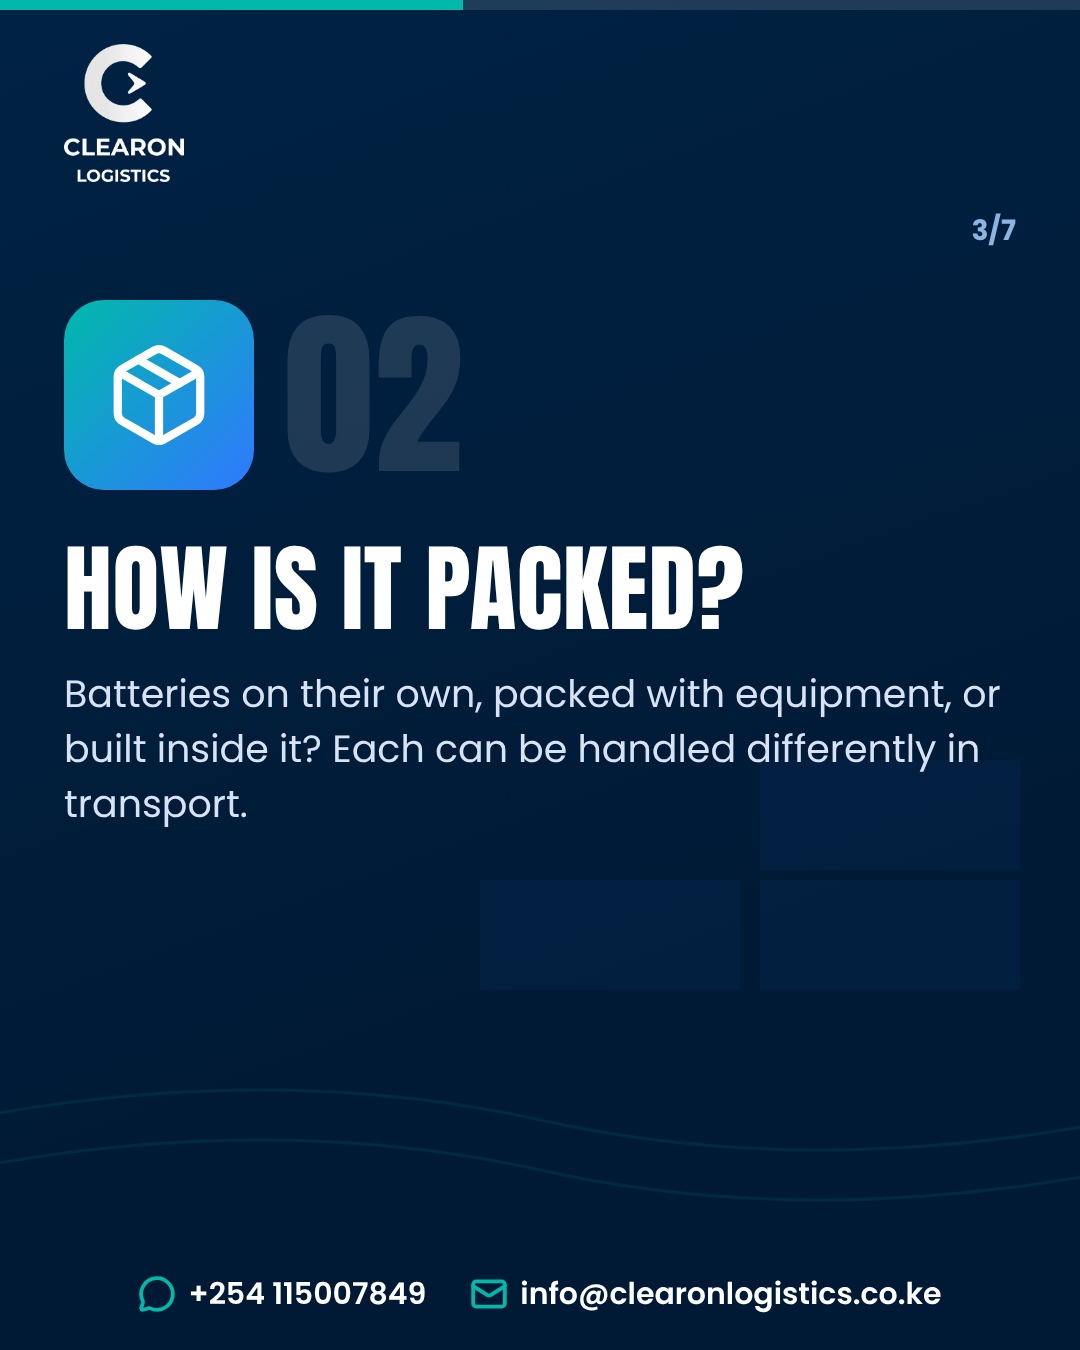 CLEARON
LOGISTICS
3/7
02
HOW IS IT PACKED?
Batteries on their own, packed with equipment, or
built inside it? Each can be handled differently in
transport.
+254 115007849
info@clearonlogistics.co.ke